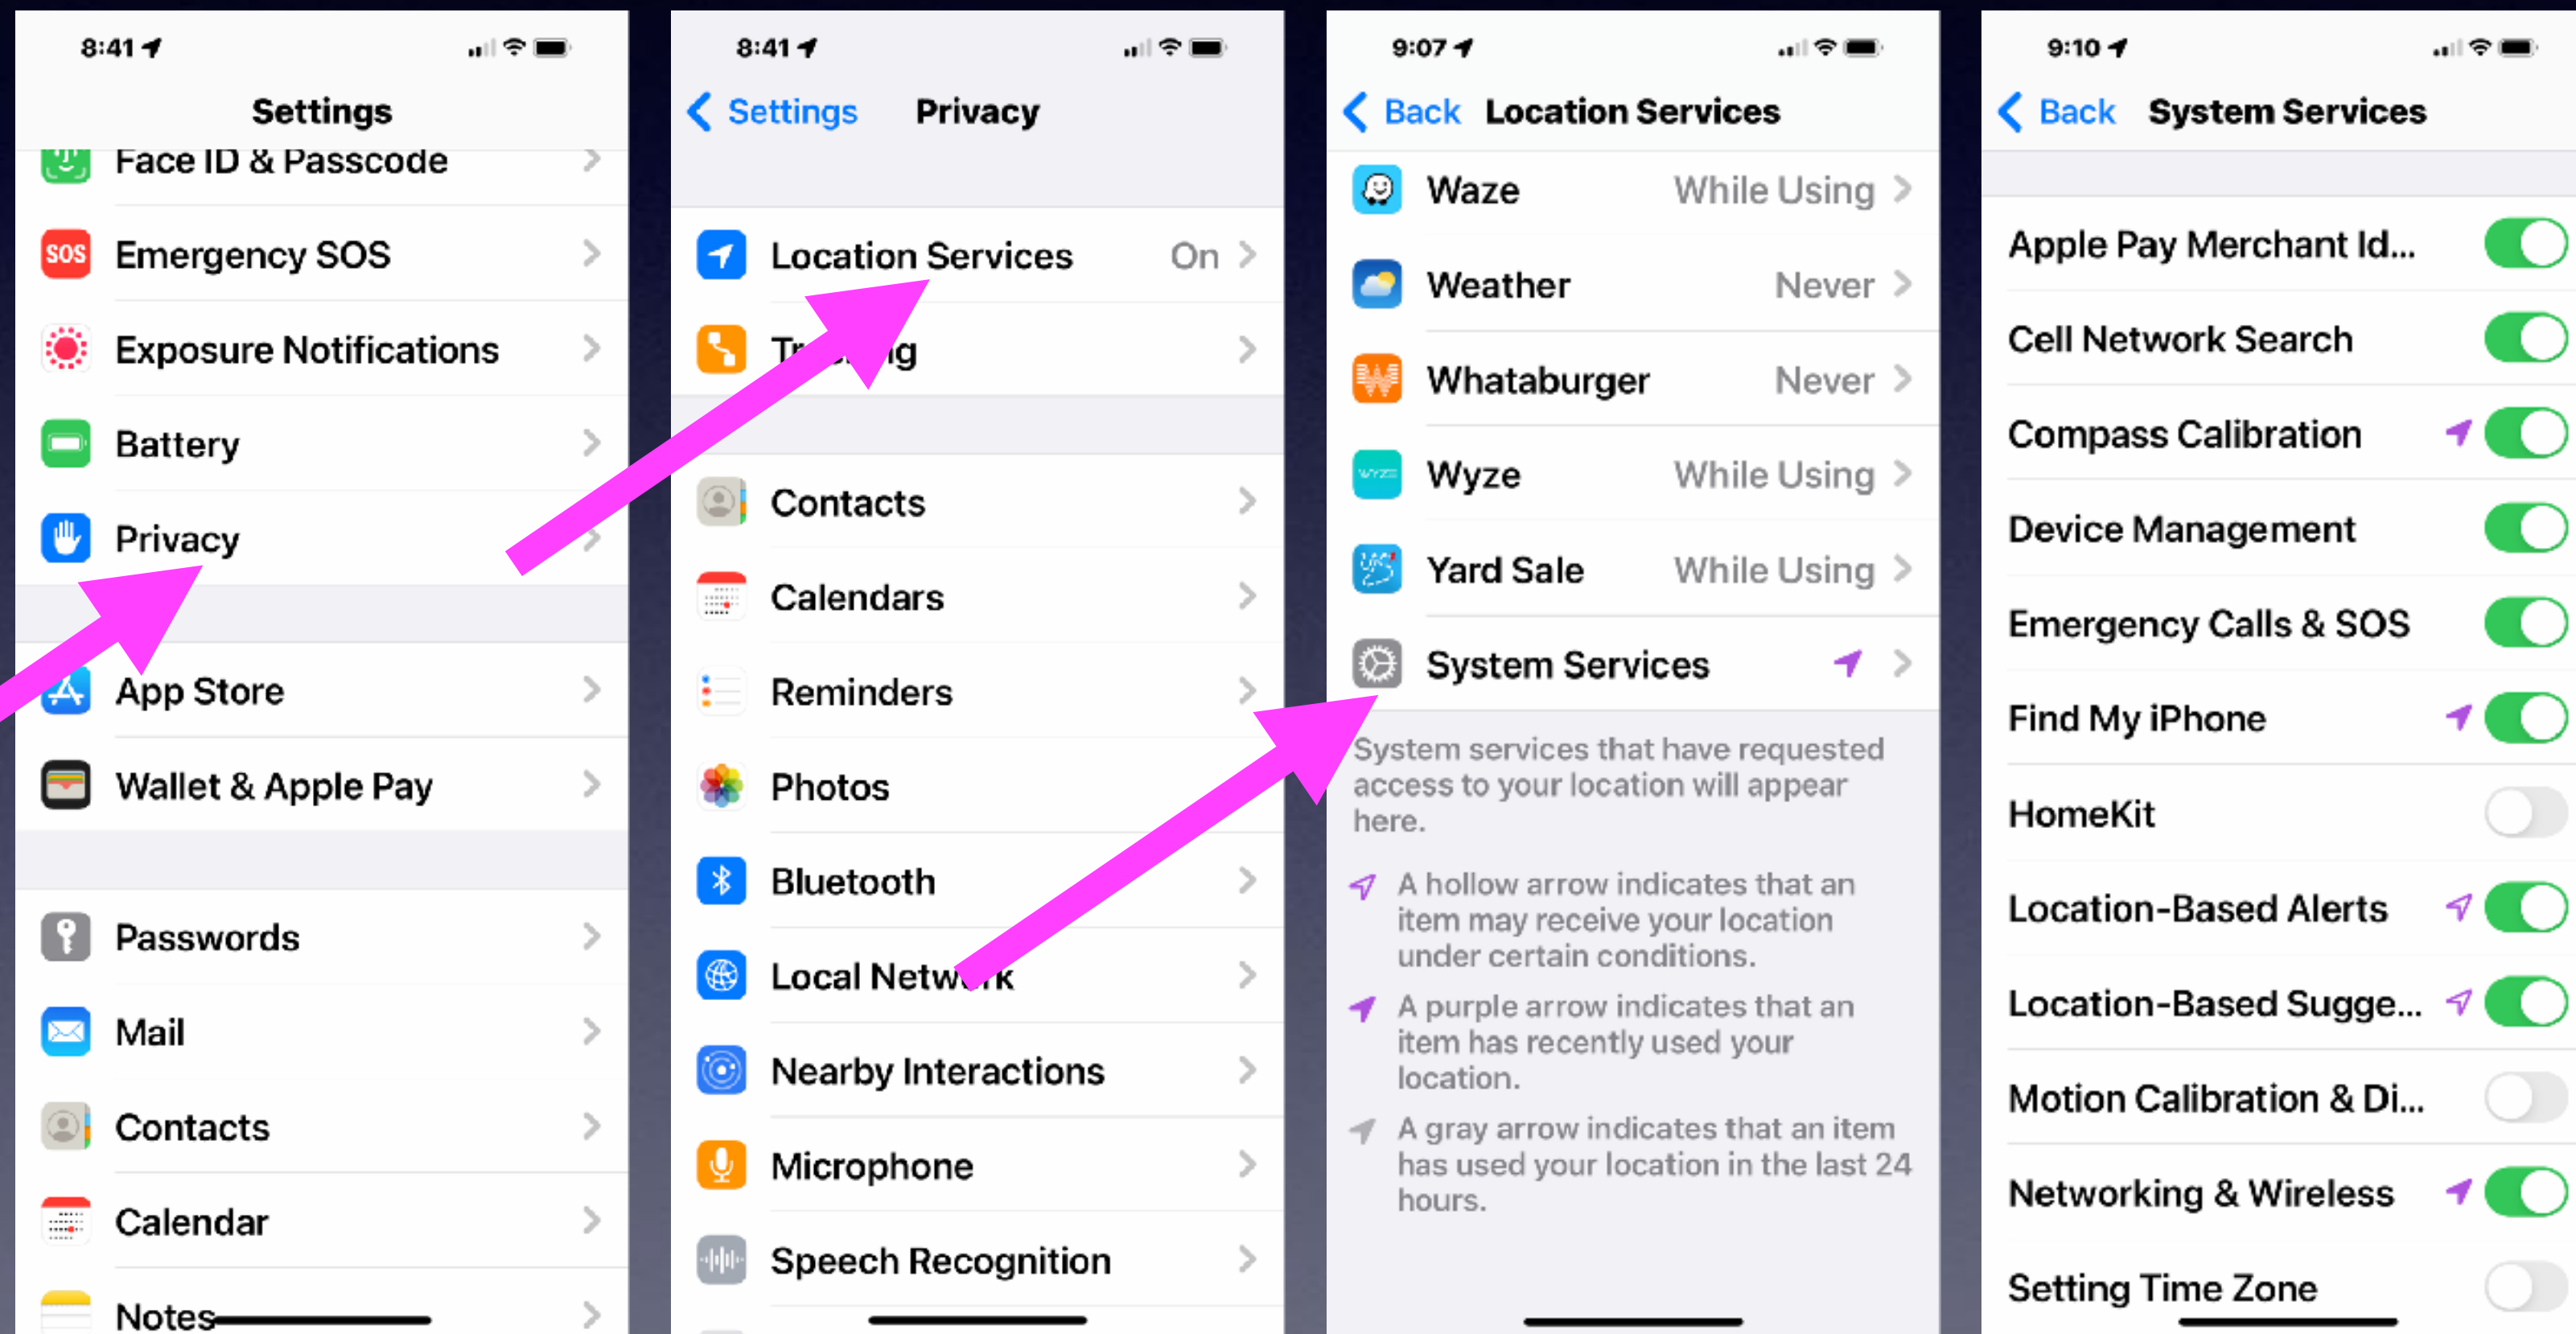 8:41
Settings
Face ID & Passcode
SOS
Emergency SOS
Exposure Notifications
Battery
Privacy
App Store
Wallet & Apple Pay
Passwords
Mail
Contacts
Calendar
Notes
8:41
Settings
Privacy
Location Services
On
Contacts
Calendars
Reminders
Photos
Bluetooth
Local
Nearby Interactions
Microphone
Speech Recognition
9:07
Back
Location Services
Waze
While Using
Weather
Never
Whataburger
Never
WYZE
Wyze
While Using
Yard Sale
While Using
System Services
System services that have requested
access to your location will appear
here.
A hollow arrow indicates that an
item may receive your location
under certain conditions.
A purple arrow indicates that an
item has recently used your
location.
A gray arrow indicates that an item
has used your location in the last 24
hours.
9:10
Back
System Services
Apple Pay Merchant Id...
Cell Network Search
Compass Calibration
Device Management
Emergency Calls & SOS
Find My iPhone
HomeKit
Location-Based Alerts
Location-Based Sugge...
Motion Calibration & Di...
Networking & Wireless
Setting Time Zone